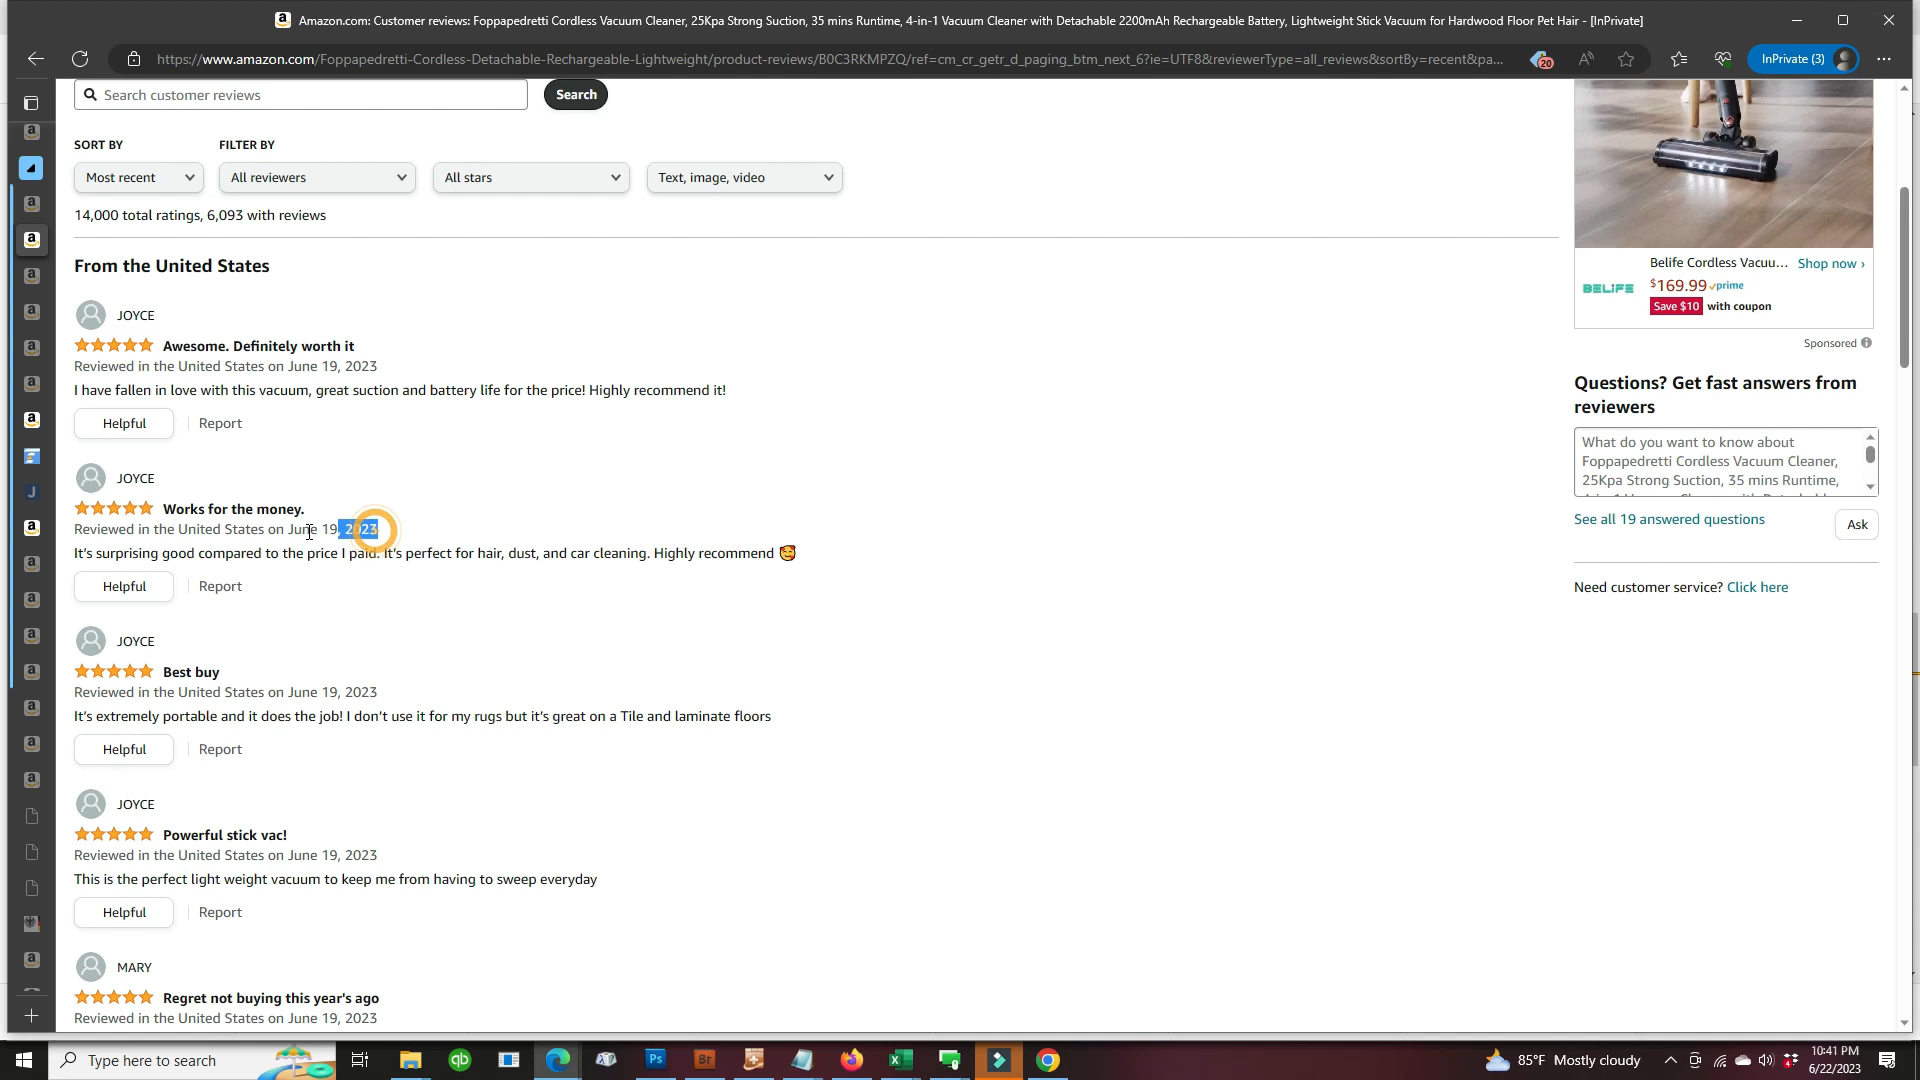 Amazon.com: Customer reviews: Foppapedretti Cordless Vacuum Cleaner, 25Kpa Strong Suction, 35 mins Runtime, 4-in-1 Vacuum Cleaner with Detachable 2200mAh Rechargeable Battery, Lightweight Stick Vacuum for Hardwood Floor Pet Hair - [InPrivate]
https://www.amazon.com/Foppapedretti-Cordless-Detachable-Rechargeable-Lightweight/product-reviews/B0C3RKMPZQ/ref=cm_cr_getr_d_paging_btm_next_6?ie=UTF8&reviewerType=all_reviews&sortBy=recent&pa...
20
InPrivate (3)
Search customer reviews
Search
SORT BY
FILTER BY
Most recent
All reviewers
All stars
Text, image, video
14,000 total ratings, 6,093 with reviews
From the United States
JOYCE
Awesome. Definitely worth it
Reviewed in the United States on June 19, 2023
I have fallen in love with this vacuum, great suction and battery life for the price! Highly recommend it!
Helpful
Report
JOYCE
Works for the money.
Reviewed in the United States on June 19, 2023
It's surprising good compared to the price I paid. It's perfect for hair, dust, and car cleaning. Highly recommend 🥰
Helpful
Report
JOYCE
Best buy
Reviewed in the United States on June 19, 2023
It's extremely portable and it does the job! I don't use it for my rugs but it's great on a Tile and laminate floors
Helpful
Report
JOYCE
Powerful stick vac!
Reviewed in the United States on June 19, 2023
This is the perfect light weight vacuum to keep me from having to sweep everyday
Helpful
Report
MARY
Regret not buying this year's ago
Reviewed in the United States on June 19, 2023
Belife Cordless Vacuu...
Shop now ›
BELIFE
$169.99 prime
Save $10 with coupon
Sponsored
Questions? Get fast answers from
reviewers
What do you want to know about
Foppapedretti Cordless Vacuum Cleaner,
25Kpa Strong Suction, 35 mins Runtime,
See all 19 answered questions
Ask
Need customer service? Click here
Type here to search
qb
Ps
Br
85°F Mostly cloudy
10:41 PM
6/22/2023